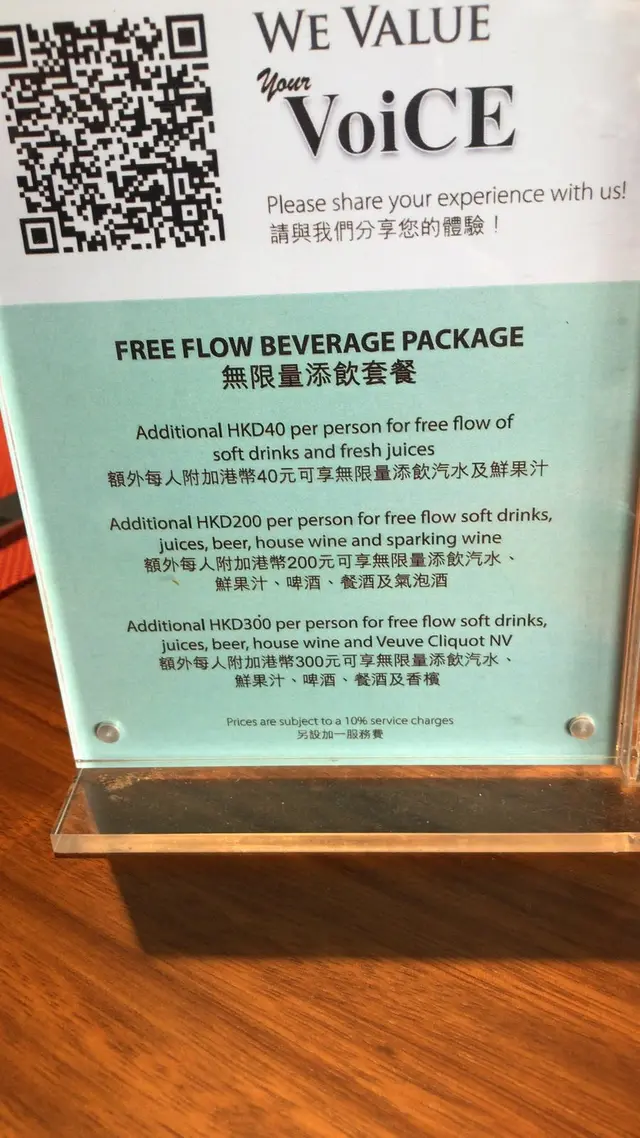 WE VALUE
Your
VoiCE
Please share your experience with us!
請與我們分享您的體驗！
FREE FLOW BEVERAGE PACKAGE
無限量添飲套餐
Additional HKD40 per person for free flow of
soft drinks and fresh juices
額外每人附加港幣40元可享無限量添飲汽水及鮮果汁
Additional HKD200 per person for free flow soft drinks,
juices, beer, house wine and sparking wine
額外每人附加港幣200元可享無限量添飲汽水、
鮮果汁、啤酒、餐酒及氣泡酒
Additional HKD300 per person for free flow soft drinks,
juices, beer, house wine and Veuve Cliquot NV
額外每人附加港幣300元可享無限量添飲汽水、
鮮果汁、啤酒、餐酒及香檳
Prices are subject to a 10% service charges
另設加一服務費